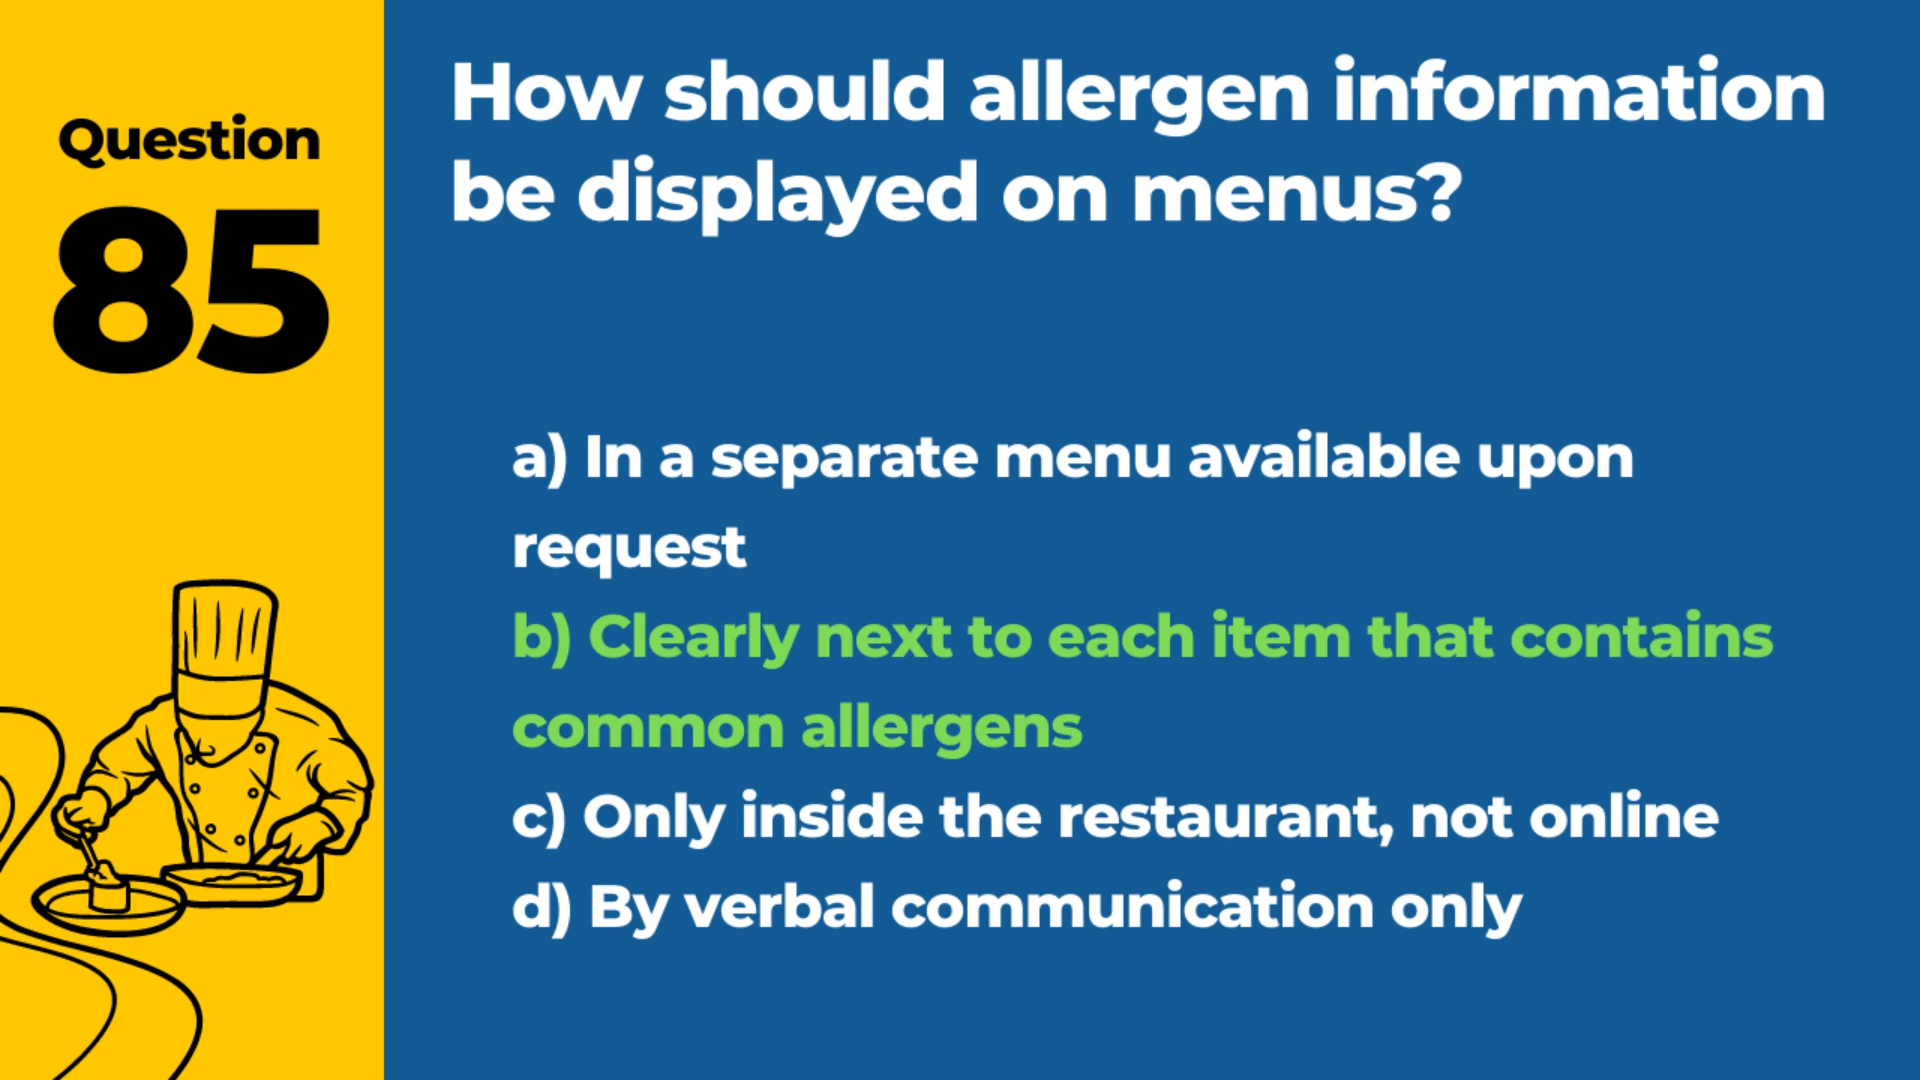 Question
85
How should allergen information
be displayed on menus?
a) In a separate menu available upon
request
b) Clearly next to each item that contains
common allergens
c) Only inside the restaurant, not online
d) By verbal communication only